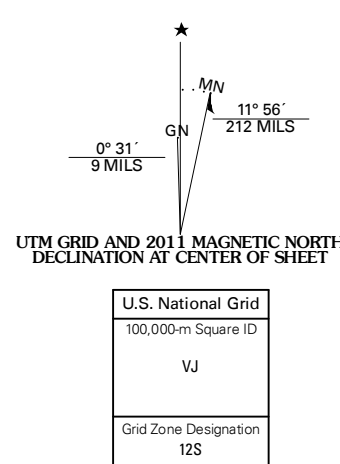 MN
11° 56´
212 MILS
GN
0° 31´
9 MILS
UTM GRID AND 2011 MAGNETIC NORTH
DECLINATION AT CENTER OF SHEET
U.S. National Grid
100,000-m Square ID
VJ
Grid Zone Designation
12S